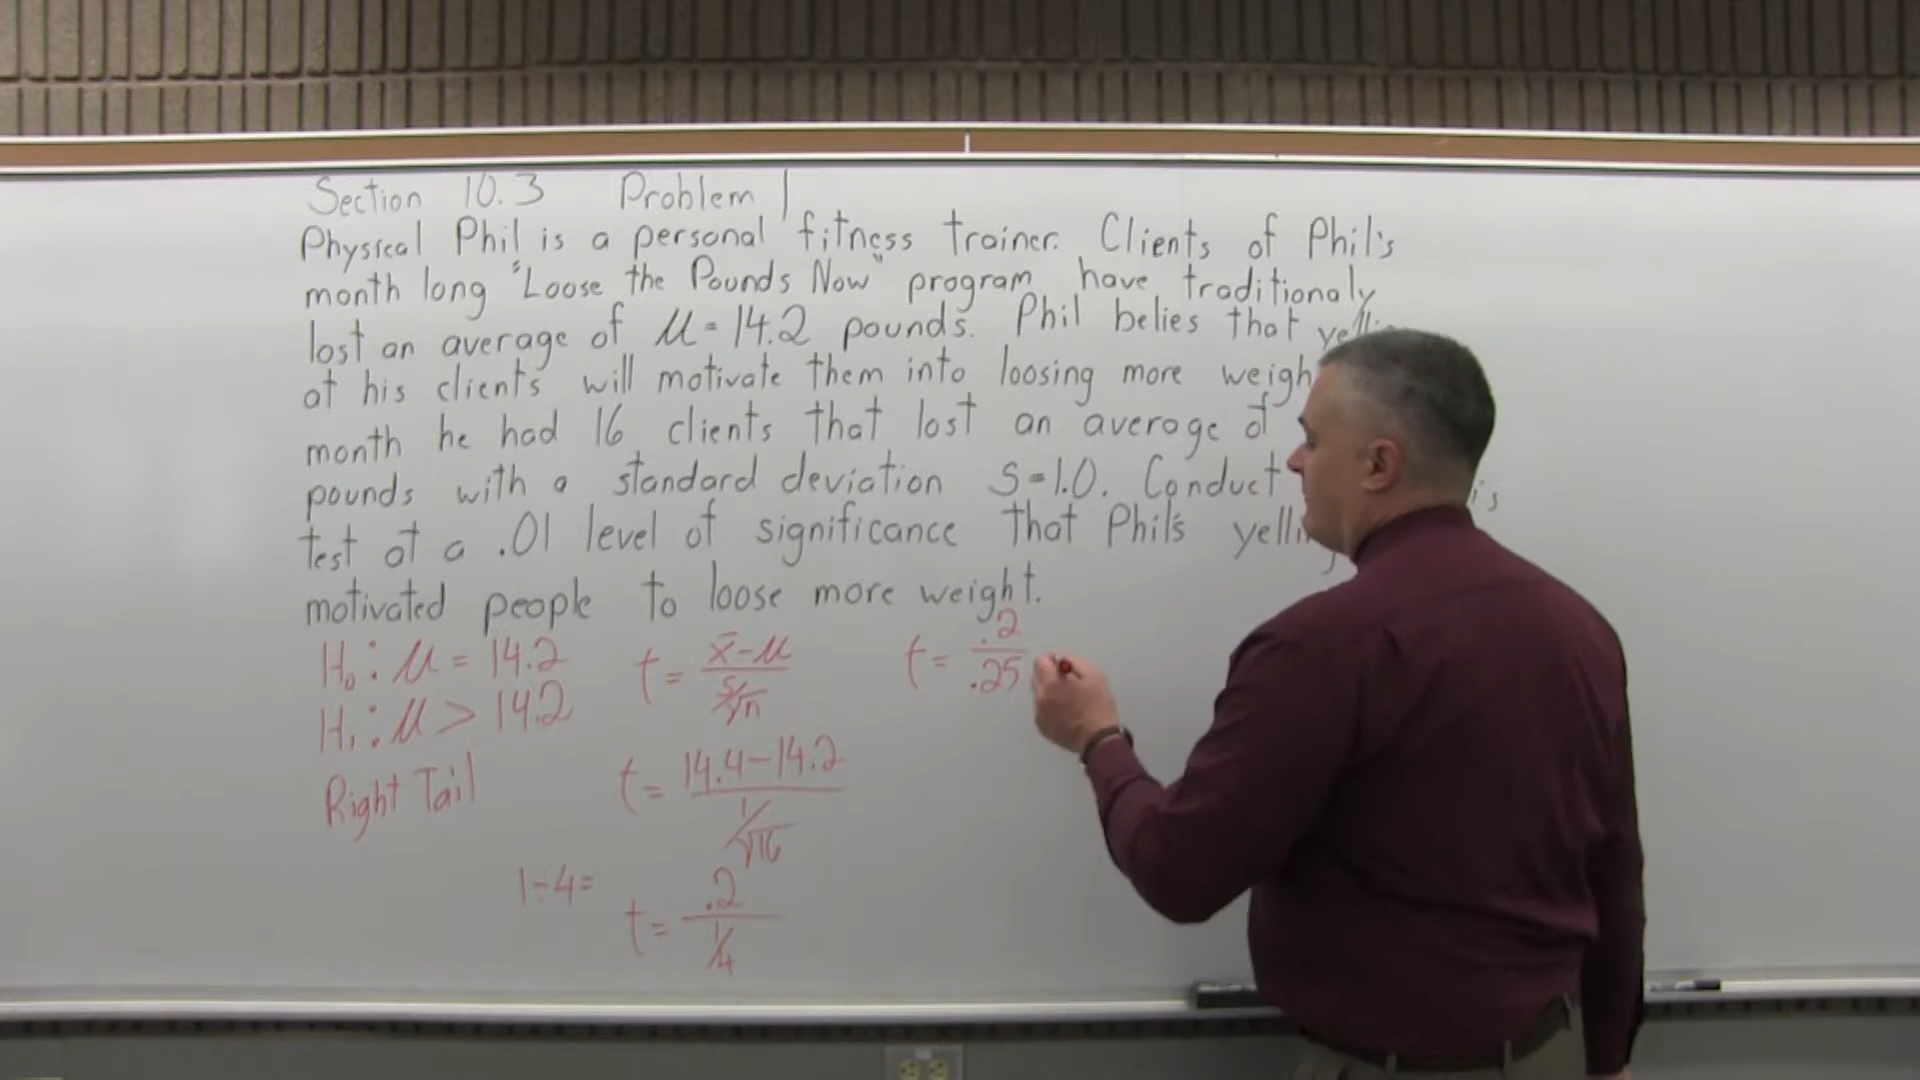 Section 10.3 Problem 1
Physical Phil is a personal fitness trainer. Clients of Phil's
month long "Loose the Pounds Now" program have traditionaly
lost an average of μ = 14.2 pounds. Phil belies that
at his clients will motivate them into loosing more
month he had 16 clients that lost an average of
pounds with a standard deviation S = 1.0. Conduct
test at a .01 level of significance that Phil's
motivated people to loose more weight.
H₀: μ = 14.2
H₁: μ > 14.2
Right Tail
t = (x̄ - μ)/(s/√n)
t = (14.4 - 14.2)/(1/√16)
1 ÷ 4 =
t = .2/(1/4)
t = .2/.25